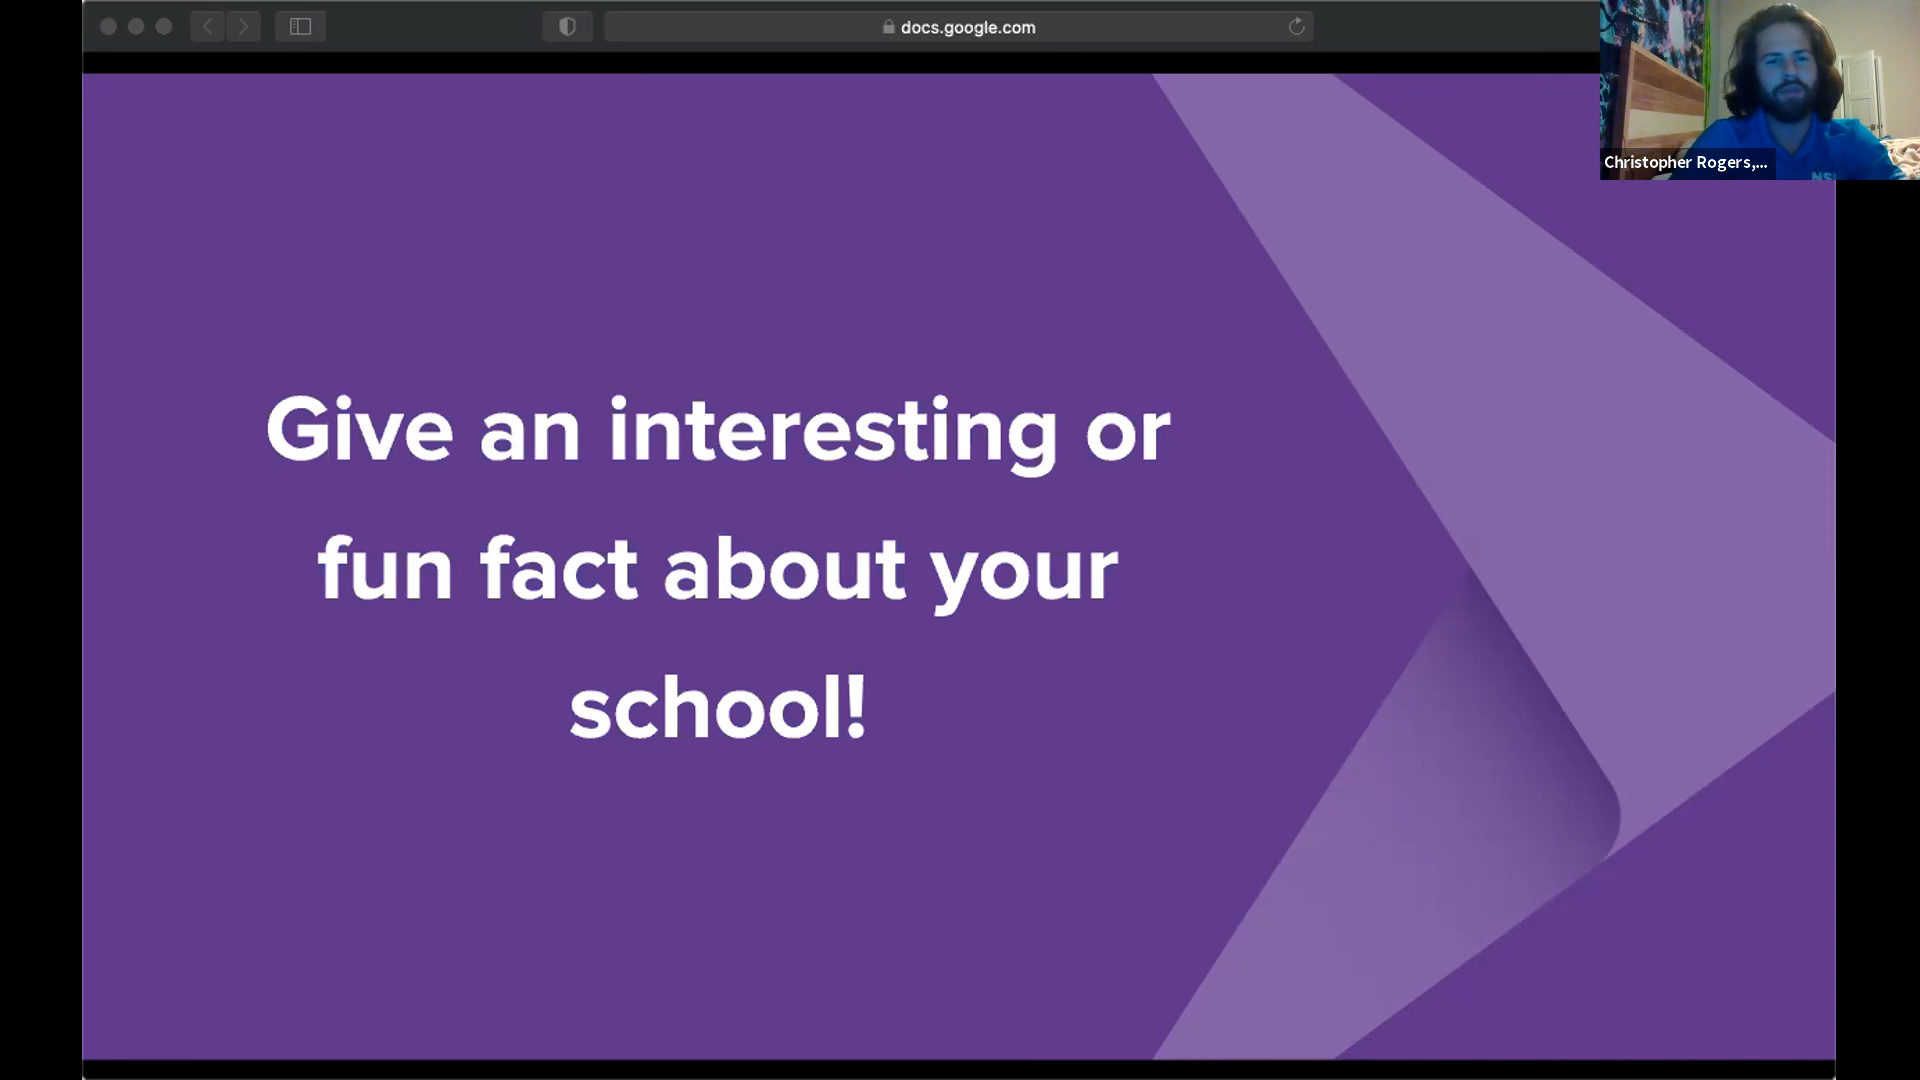 docs.google.com
Christopher Rogers,...
Give an interesting or
fun fact about your
school!